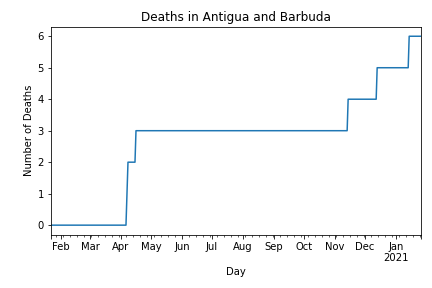 Deaths in Antigua and Barbuda
Number of Deaths
6
5
4
3
2
1
0
Feb Mar Apr May Jun Jul Aug Sep Oct Nov Dec Jan
2021
Day